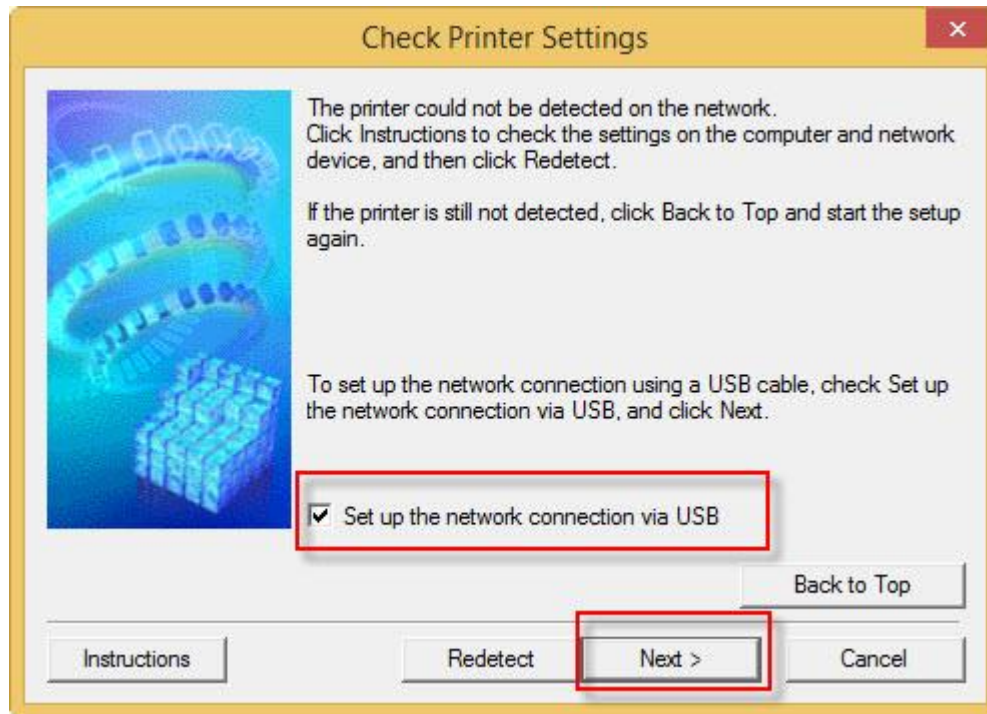 Check Printer Settings
The printer could not be detected on the network.
Click Instructions to check the settings on the computer and network
device, and then click Redetect.
If the printer is still not detected, click Back to Top and start the setup
again.
To set up the network connection using a USB cable, check Set up
the network connection via USB, and click Next.
Set up the network connection via USB
Back to Top
Instructions
Redetect
Next >
Cancel